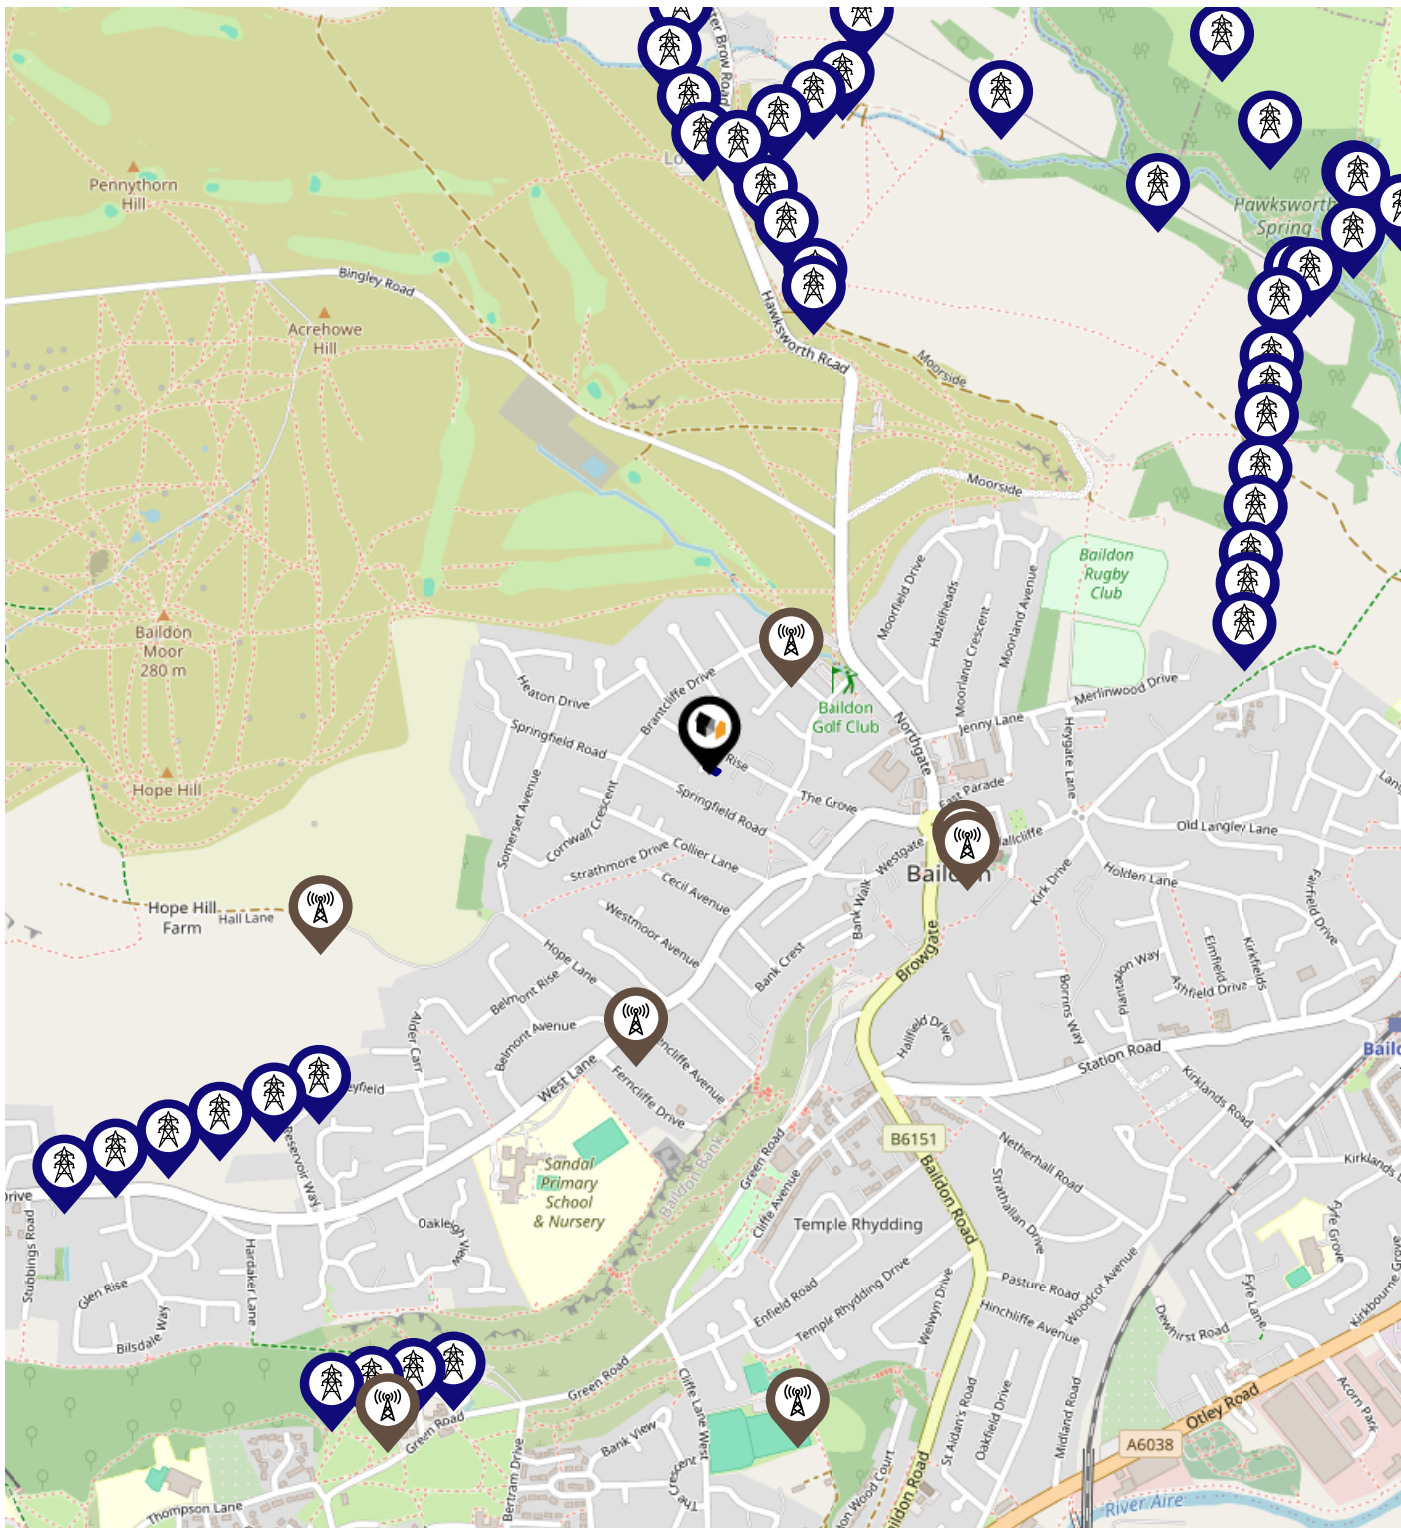 Pennythorn
Hill
Bingley Road
Acrehowe
Hill
Hawksworth Road
Moorside
Hawksworth
Spring
Moorside
Baildon
Rugby
Club
Moorfield Drive
Hazelheads
Moorland Crescent
Moorland Avenue
Baildon
Moor
280 m
Heaton Drive
Brantcliffe Drive
Springfield Road
Rise
Baildon
Golf Club
Northgate
Jenny Lane
Merlinwood Drive
Heygate Lane
Hope Hill
Somerset Avenue
Cornwall Crescent
Springfield Road
The Grove
East Parade
Westgate
Old Langley Lane
Strathmore Drive
Collier Lane
Cecil Avenue
Holden Lane
Kirk Drive
Fairfield Drive
Hope Hill
Farm
Hall Lane
Westmoor Avenue
Bank Walk
Bank Crest
Browgate
Hope Lane
Belmont Rise
Belmont Avenue
Elmfield
Kirkfields
Ashfield Drive
Borrins Way
Alder Carr
West Lane
Ferncliffe Drive
Hallfield Drive
Station Road
Kirklands Road
Reservoir Way
B6151
Baildon Road
Netherhall Road
Strathallan Drive
Sandal
Primary
School
& Nursery
Baildon Bank
Green Road
Cliffe Avenue
Temple Rhydding
Oakleigh View
Drive
Stubbings Road
Glen Rise
Bilsdale Way
Hardaker Lane
Enfield Road
Temple Rhydding Drive
Welwyn Drive
Pasture Road
Hinchliffe Avenue
Woodcot Avenue
Fyfe Grove
Fyfe Lane
Dewhirst Road
Green Road
Cliffe Lane West
Green Road
Bank View
The Crescent
Bertram Drive
Thompson Lane
St Aidan's Road
Oakfield Drive
Midland Road
Otley Road
Acorn Park
A6038
River Aire